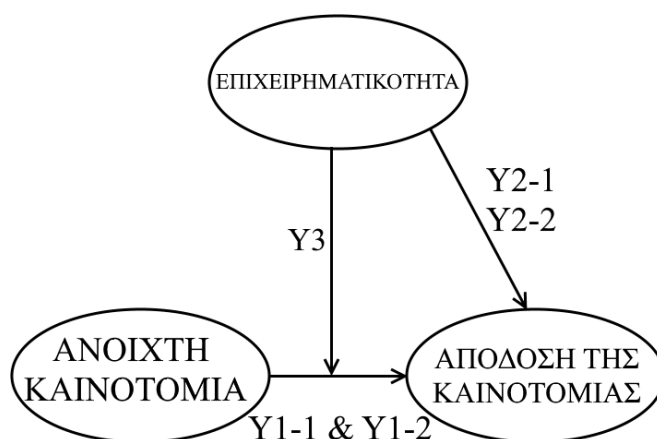 ΕΠΙΧΕΙΡΗΜΑΤΙΚΟΤΗΤΑ
Υ2-1
Υ2-2
Υ3
ΑΝΟΙΧΤΗ
ΚΑΙΝΟΤΟΜΙΑ
ΑΠΟΔΟΣΗ ΤΗΣ
ΚΑΙΝΟΤΟΜΙΑΣ
Υ1-1 & Υ1-2